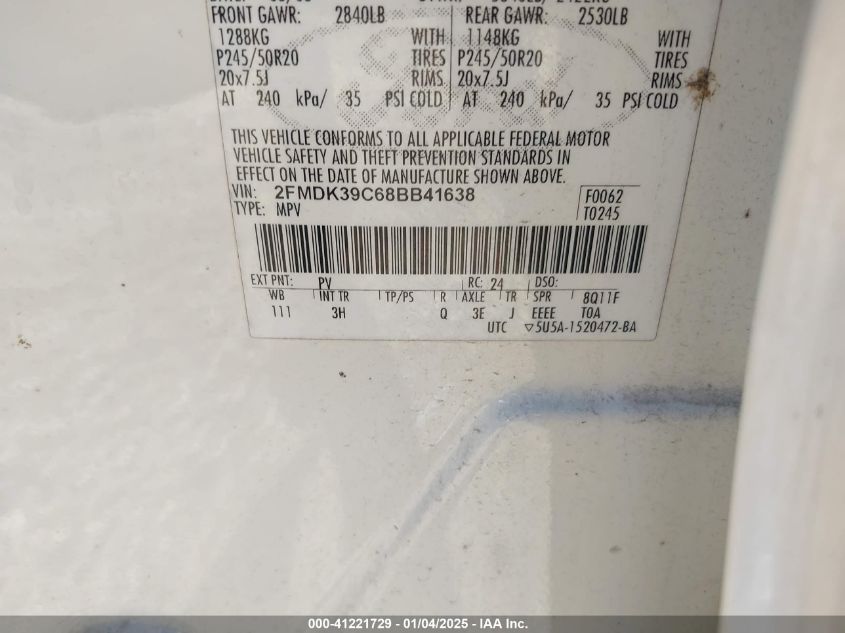 FRONT GAWR: 2840LB REAR GAWR: 2530LB
1288KG WITH 1148KG WITH
P245/50R20 TIRES P245/50R20 TIRES
20x7.5J RIMS 20x7.5J RIMS
AT 240 kPa/ 35 PSI COLD AT 240 kPa/ 35 PSI COLD
THIS VEHICLE CONFORMS TO ALL APPLICABLE FEDERAL MOTOR
VEHICLE SAFETY AND THEFT PREVENTION STANDARDS IN
EFFECT ON THE DATE OF MANUFACTURE SHOWN ABOVE.
VIN: 2FMDK39C68BB41638 F0062
TYPE: MPV T0245
EXT PNT: PV RC: 24 DSO:
WB INT TR TP/PS R AXLE TR SPR 8Q11F
111 3H Q 3E J EEEE TOA
UTC ▽5U5A-1520472-BA
000-41221729 - 01/04/2025 - IAA Inc.